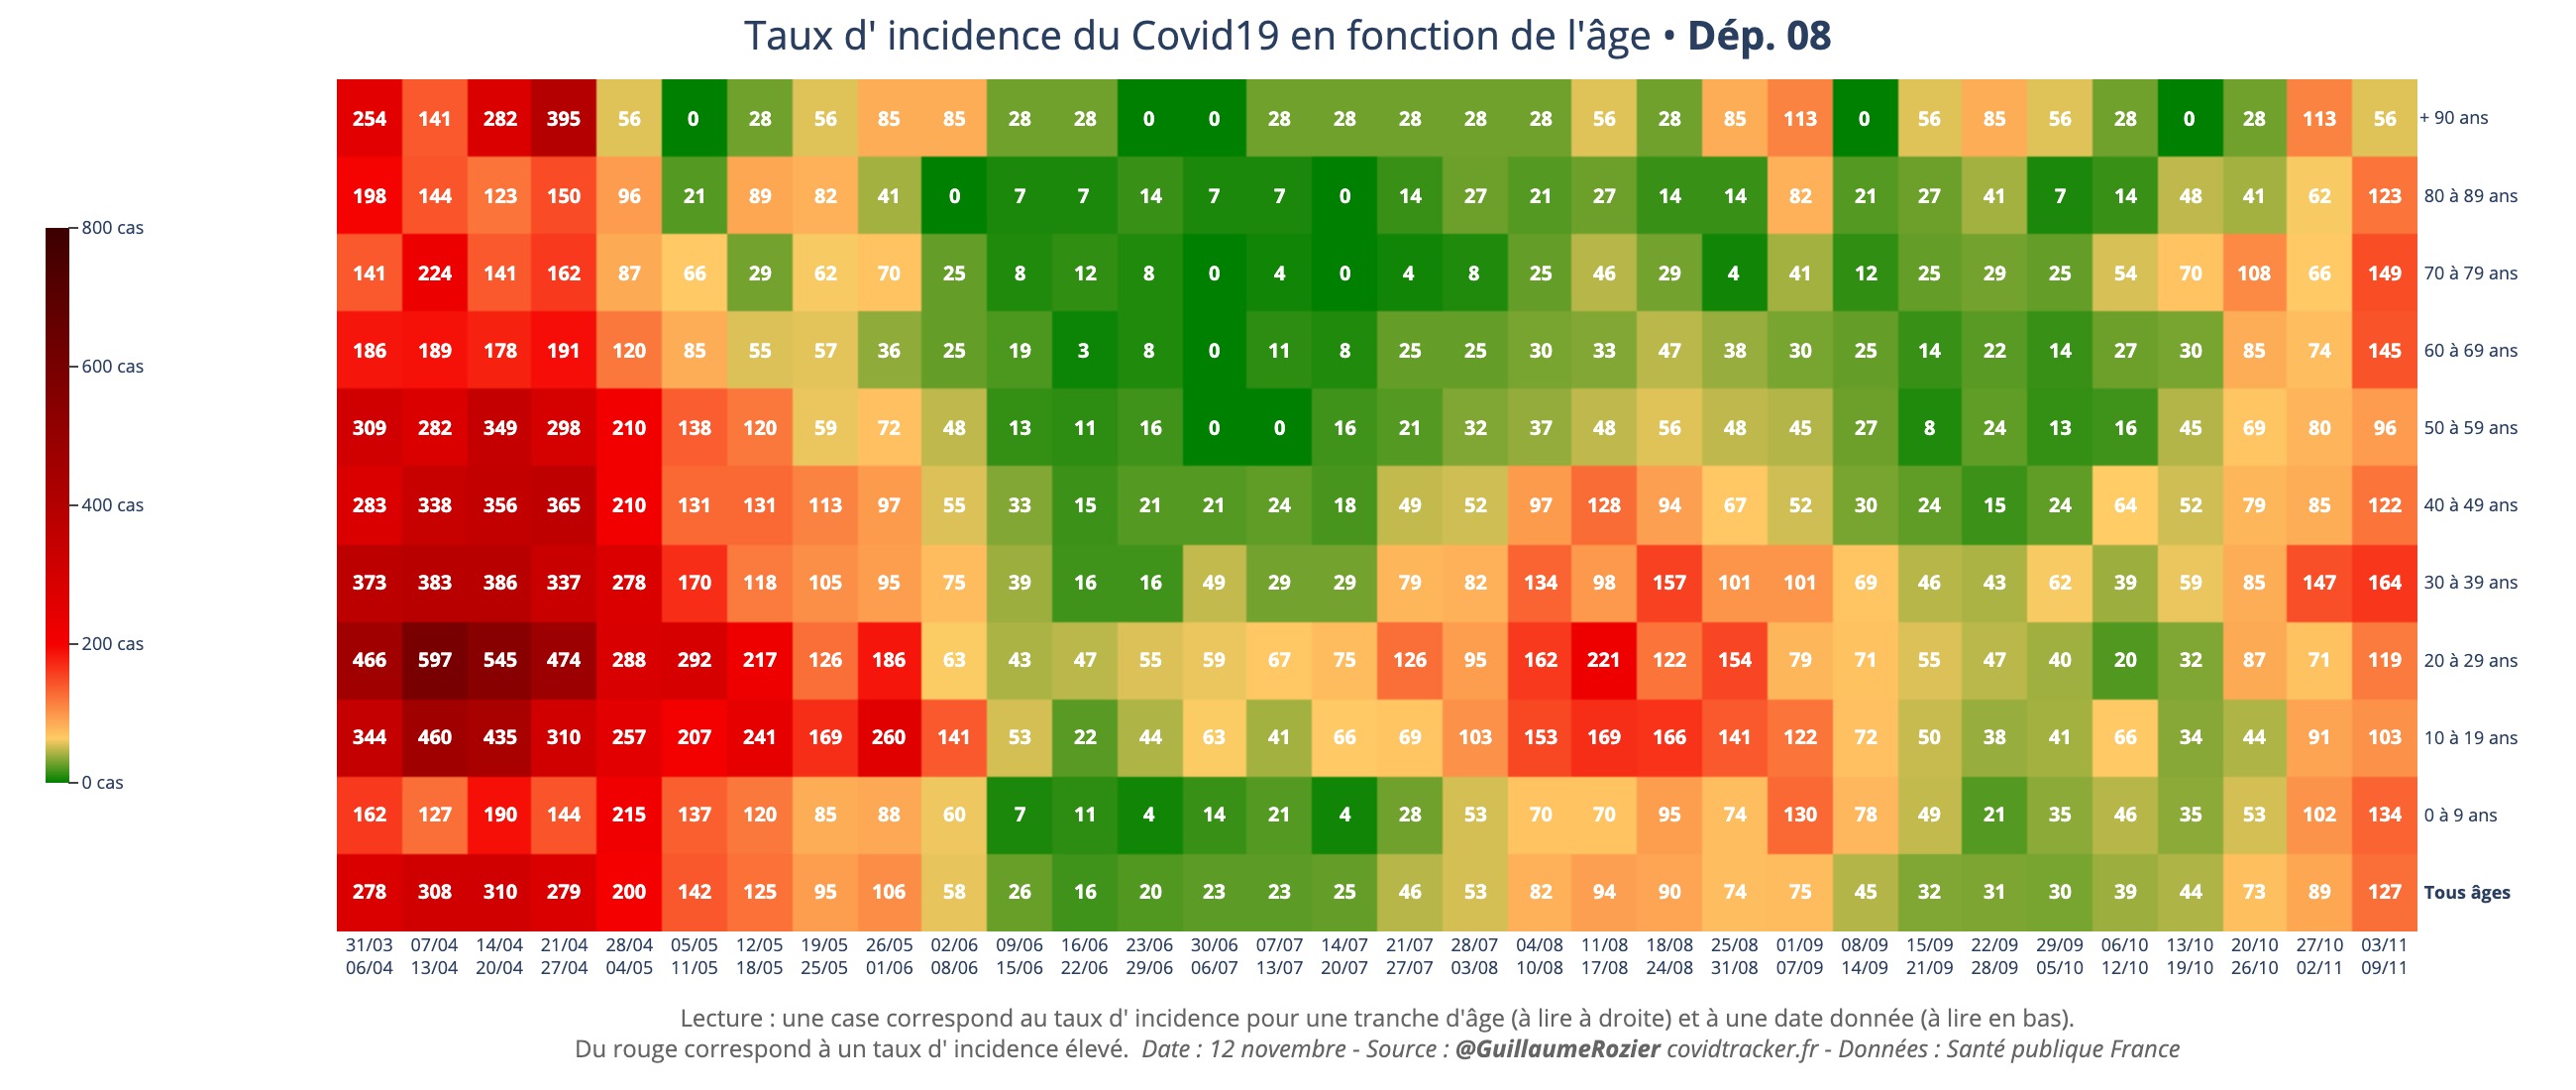 Taux d' incidence du Covid19 en fonction de l'âge • Dép. 08
254 141 282 395 56 0 28 56 85 85 28 28 0 0 28 28 28 28 28 56 28 85 113 0 56 85 56 28 0 28 113 56 + 90 ans
198 144 123 150 96 21 89 82 41 0 7 7 14 7 7 0 14 27 21 27 14 14 82 21 27 41 7 14 48 41 62 123 80 à 89 ans
800 cas
141 224 141 162 87 66 29 62 70 25 8 12 8 0 4 0 4 8 25 46 29 4 41 12 25 29 25 54 70 108 66 149 70 à 79 ans
186 189 178 191 120 85 55 57 36 25 19 3 8 0 11 8 25 25 30 33 47 38 30 25 14 22 14 27 30 85 74 145 60 à 69 ans
600 cas
309 282 349 298 210 138 120 59 72 48 13 11 16 0 0 16 21 32 37 48 56 48 45 27 8 24 13 16 45 69 80 96 50 à 59 ans
400 cas
283 338 356 365 210 131 131 113 97 55 33 15 21 21 24 18 49 52 97 128 94 67 52 30 24 15 24 64 52 79 85 122 40 à 49 ans
373 383 386 337 278 170 118 105 95 75 39 16 16 49 29 29 79 82 134 98 157 101 101 69 46 43 62 39 59 85 147 164 30 à 39 ans
200 cas
466 597 545 474 288 292 217 126 186 63 43 47 55 59 67 75 126 95 162 221 122 154 79 71 55 47 40 20 32 87 71 119 20 à 29 ans
344 460 435 310 257 207 241 169 260 141 53 22 44 63 41 66 69 103 153 169 166 141 122 72 50 38 41 66 34 44 91 103 10 à 19 ans
0 cas
162 127 190 144 215 137 120 85 88 60 7 11 4 14 21 4 28 53 70 70 95 74 130 78 49 21 35 46 35 53 102 134 0 à 9 ans
278 308 310 279 200 142 125 95 106 58 26 16 20 23 23 25 46 53 82 94 90 74 75 45 32 31 30 39 44 73 89 127 Tous âges
31/03 07/04 14/04 21/04 28/04 05/05 12/05 19/05 26/05 02/06 09/06 16/06 23/06 30/06 07/07 14/07 21/07 28/07 04/08 11/08 18/08 25/08 01/09 08/09 15/09 22/09 29/09 06/10 13/10 20/10 27/10 03/11
06/04 13/04 20/04 27/04 04/05 11/05 18/05 25/05 01/06 08/06 15/06 22/06 29/06 06/07 13/07 20/07 27/07 03/08 10/08 17/08 24/08 31/08 07/09 14/09 21/09 28/09 05/10 12/10 19/10 26/10 02/11 09/11
Lecture : une case correspond au taux d' incidence pour une tranche d'âge (à lire à droite) et à une date donnée (à lire en bas).
Du rouge correspond à un taux d' incidence élevé. Date : 12 novembre - Source : @GuillaumeRozier covidtracker.fr - Données : Santé publique France